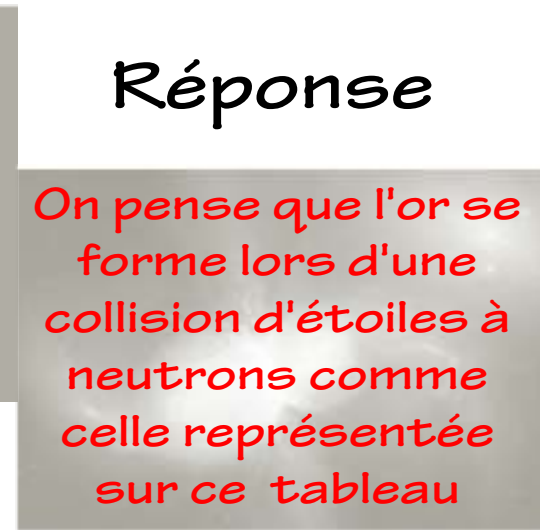 Réponse
On pense que l'or se
forme lors d'une
collision d'étoiles à
neutrons comme
celle représentée
sur ce  tableau